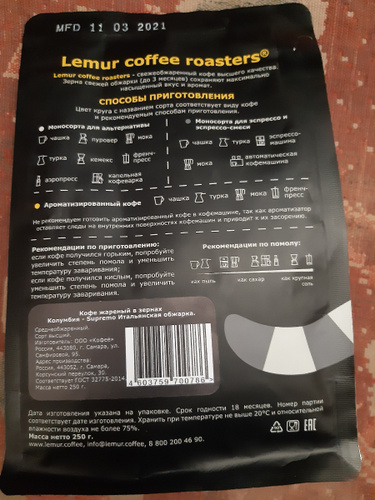 MFD 11 03 2021
Lemur coffee roasters®
Lemur coffee roasters - свежеобжаренный кофе высшего качества.
Зерна свежей обжарки (до 3 месяцев) сохраняют максимально
насыщенный вкус и аромат.
СПОСОБЫ ПРИГОТОВЛЕНИЯ
Цвет круга с названием сорта соответствует виду кофе
и рекомендуемым способам приготовления.
Моносорта для альтернативы
чашка пуровер мока
турка кемекс френч-пресс
аэропресс капельная кофеварка
Моносорта для эспрессо и
эспрессо-смеси
чашка турка эспрессо-машина
мока автоматическая кофемашина
Ароматизированный кофе
чашка турка мока френч-пресс
Не рекомендуем готовить ароматизированный кофе в кофемашине, так как ароматизатор
оставляет следы на внутренних поверхностях кофемашин и приводит к их засорению.
Рекомендации по приготовлению:
если кофе получился горьким, попробуйте
увеличить степень помола и уменьшить
температуру заваривания;
если кофе получился кислым, попробуйте
уменьшить степень помола и увеличить
температуру заваривания.
Рекомендации по помолу:
как пыль как сахар как крупная соль
Кофе жареный в зернах
Колумбия - Supremo Итальянская обжарка.
Среднеобжаренный.
Сорт высший.
Изготовитель: ООО «Кофеен»
Россия, 443080, г. Самара, ул.
Санфировой, 95.
Адрес производства:
Россия, 443052, г. Самара,
Корсунский переулок, 30.
Соответствует ГОСТ 32775-2014
Масса нетто 250 г
4 603759 700786
Дата изготовления указана на упаковке. Срок годности 18 месяцев. Номер партии
соответствует дате изготовления. Хранить при температуре не выше 20°С и относительной
влажности воздуха не более 75%.
Масса нетто 250 г.
www.lemur.coffee, info@lemur.coffee, 8 800 200 46 90.
EAC